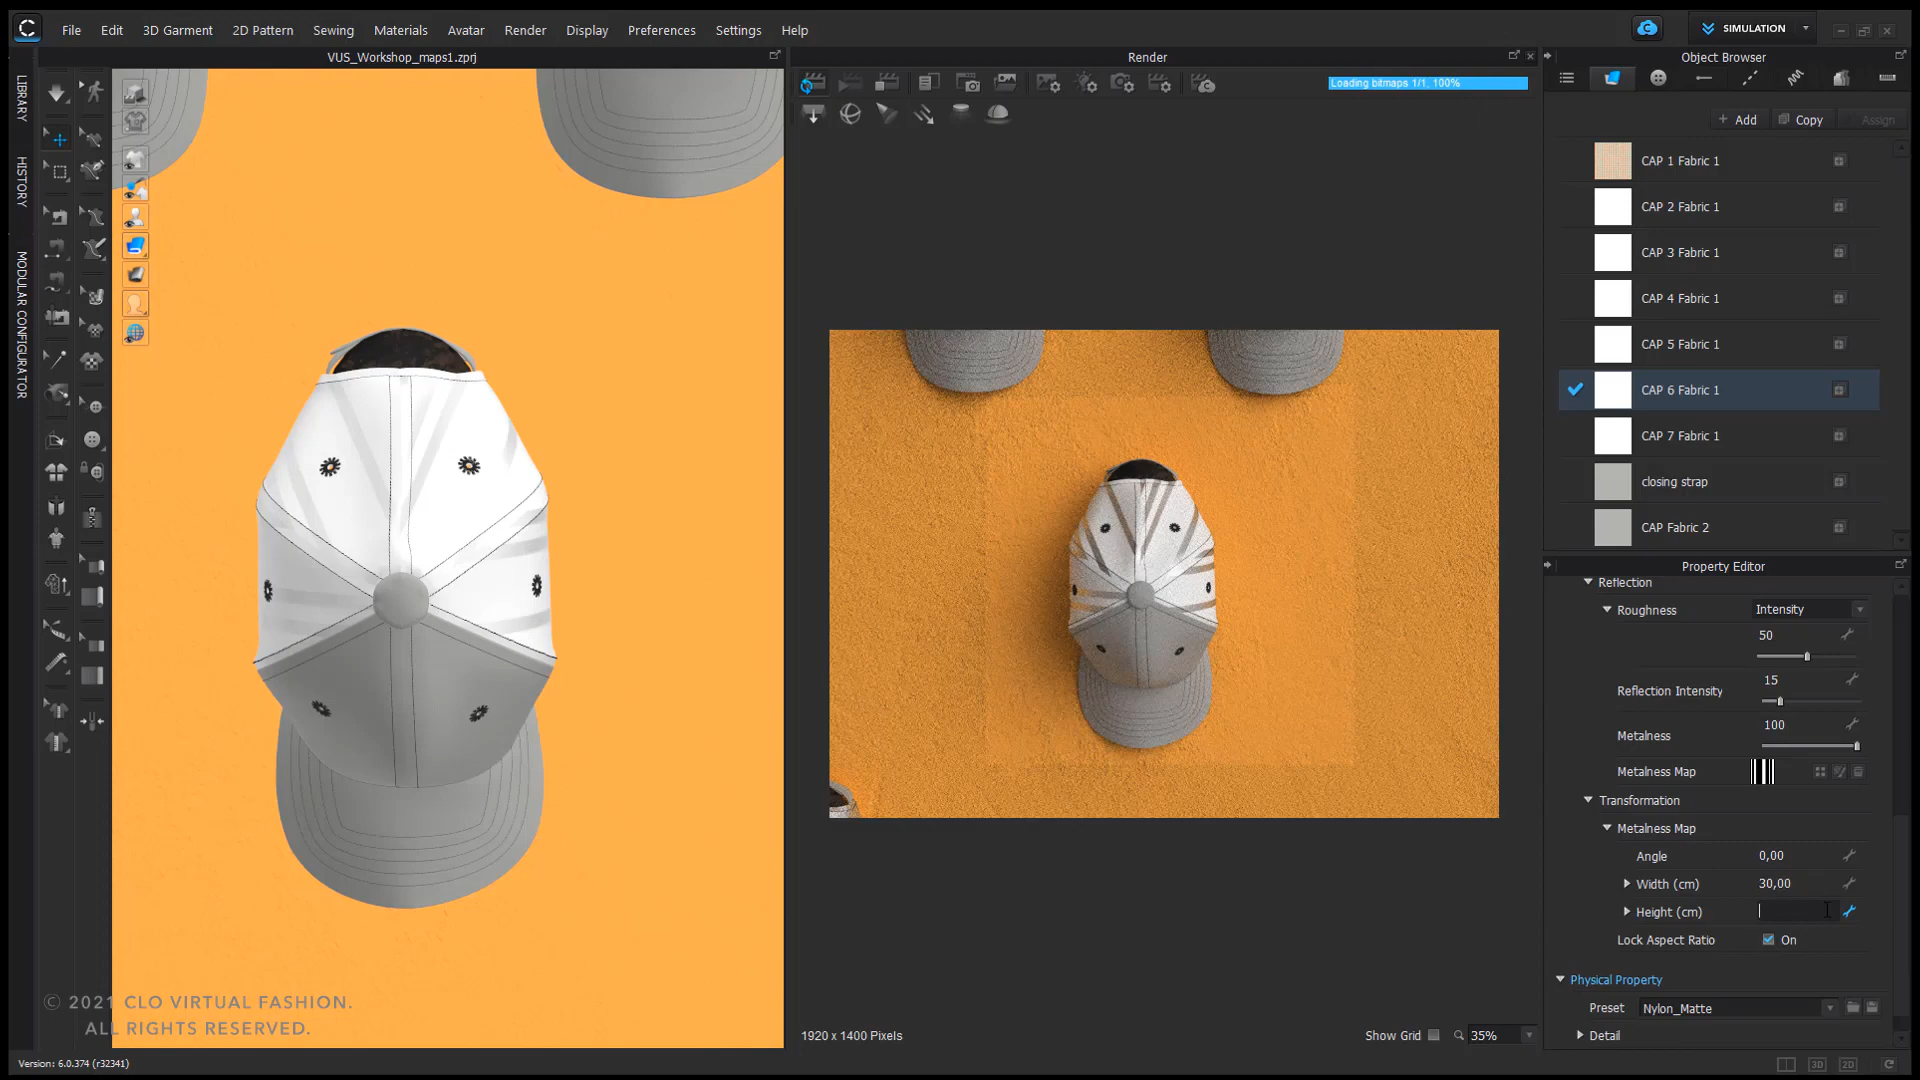 File Edit 3D Garment 2D Pattern Sewing Materials Avatar Render Display Preferences Settings Help
SIMULATION
VUS_Workshop_maps1.zprj
Render
Object Browser
LIBRARY
HISTORY
MODULAR CONFIGURATOR
Loading bitmaps 1/1, 100%
+ Add Copy Assign
CAP 1 Fabric 1
CAP 2 Fabric 1
CAP 3 Fabric 1
CAP 4 Fabric 1
CAP 5 Fabric 1
CAP 6 Fabric 1
CAP 7 Fabric 1
closing strap
CAP Fabric 2
Property Editor
Reflection
Roughness Intensity
50
Reflection Intensity 15
Metalness 100
Metalness Map
Transformation
Metalness Map
Angle 0,00
Width (cm) 30,00
Height (cm)
Lock Aspect Ratio On
Physical Property
Preset Nylon_Matte
Detail
© 2021 CLO VIRTUAL FASHION.
ALL RIGHTS RESERVED.
1920 x 1400 Pixels
Show Grid 35%
Version: 6.0.374 (r32341)
3D 2D